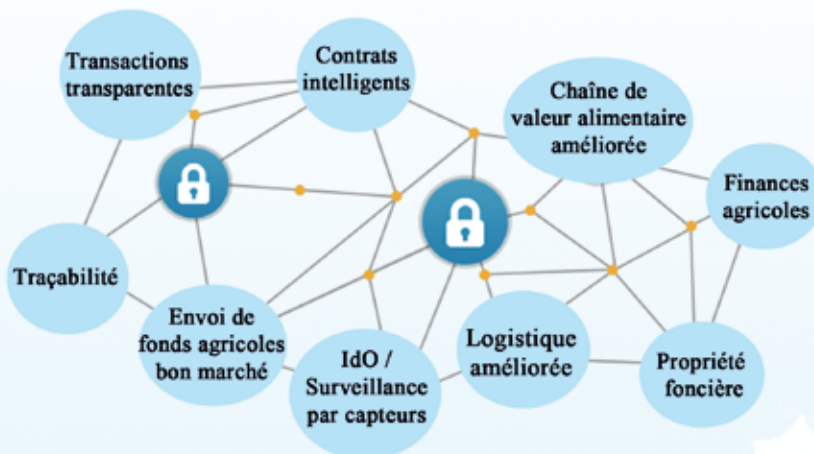 Transactions
transparentes
Contrats
intelligents
Chaîne de
valeur alimentaire
améliorée
Finances
agricoles
Traçabilité
Envoi de
fonds agricoles
bon marché
IdO /
Surveillance
par capteurs
Logistique
améliorée
Propriété
foncière